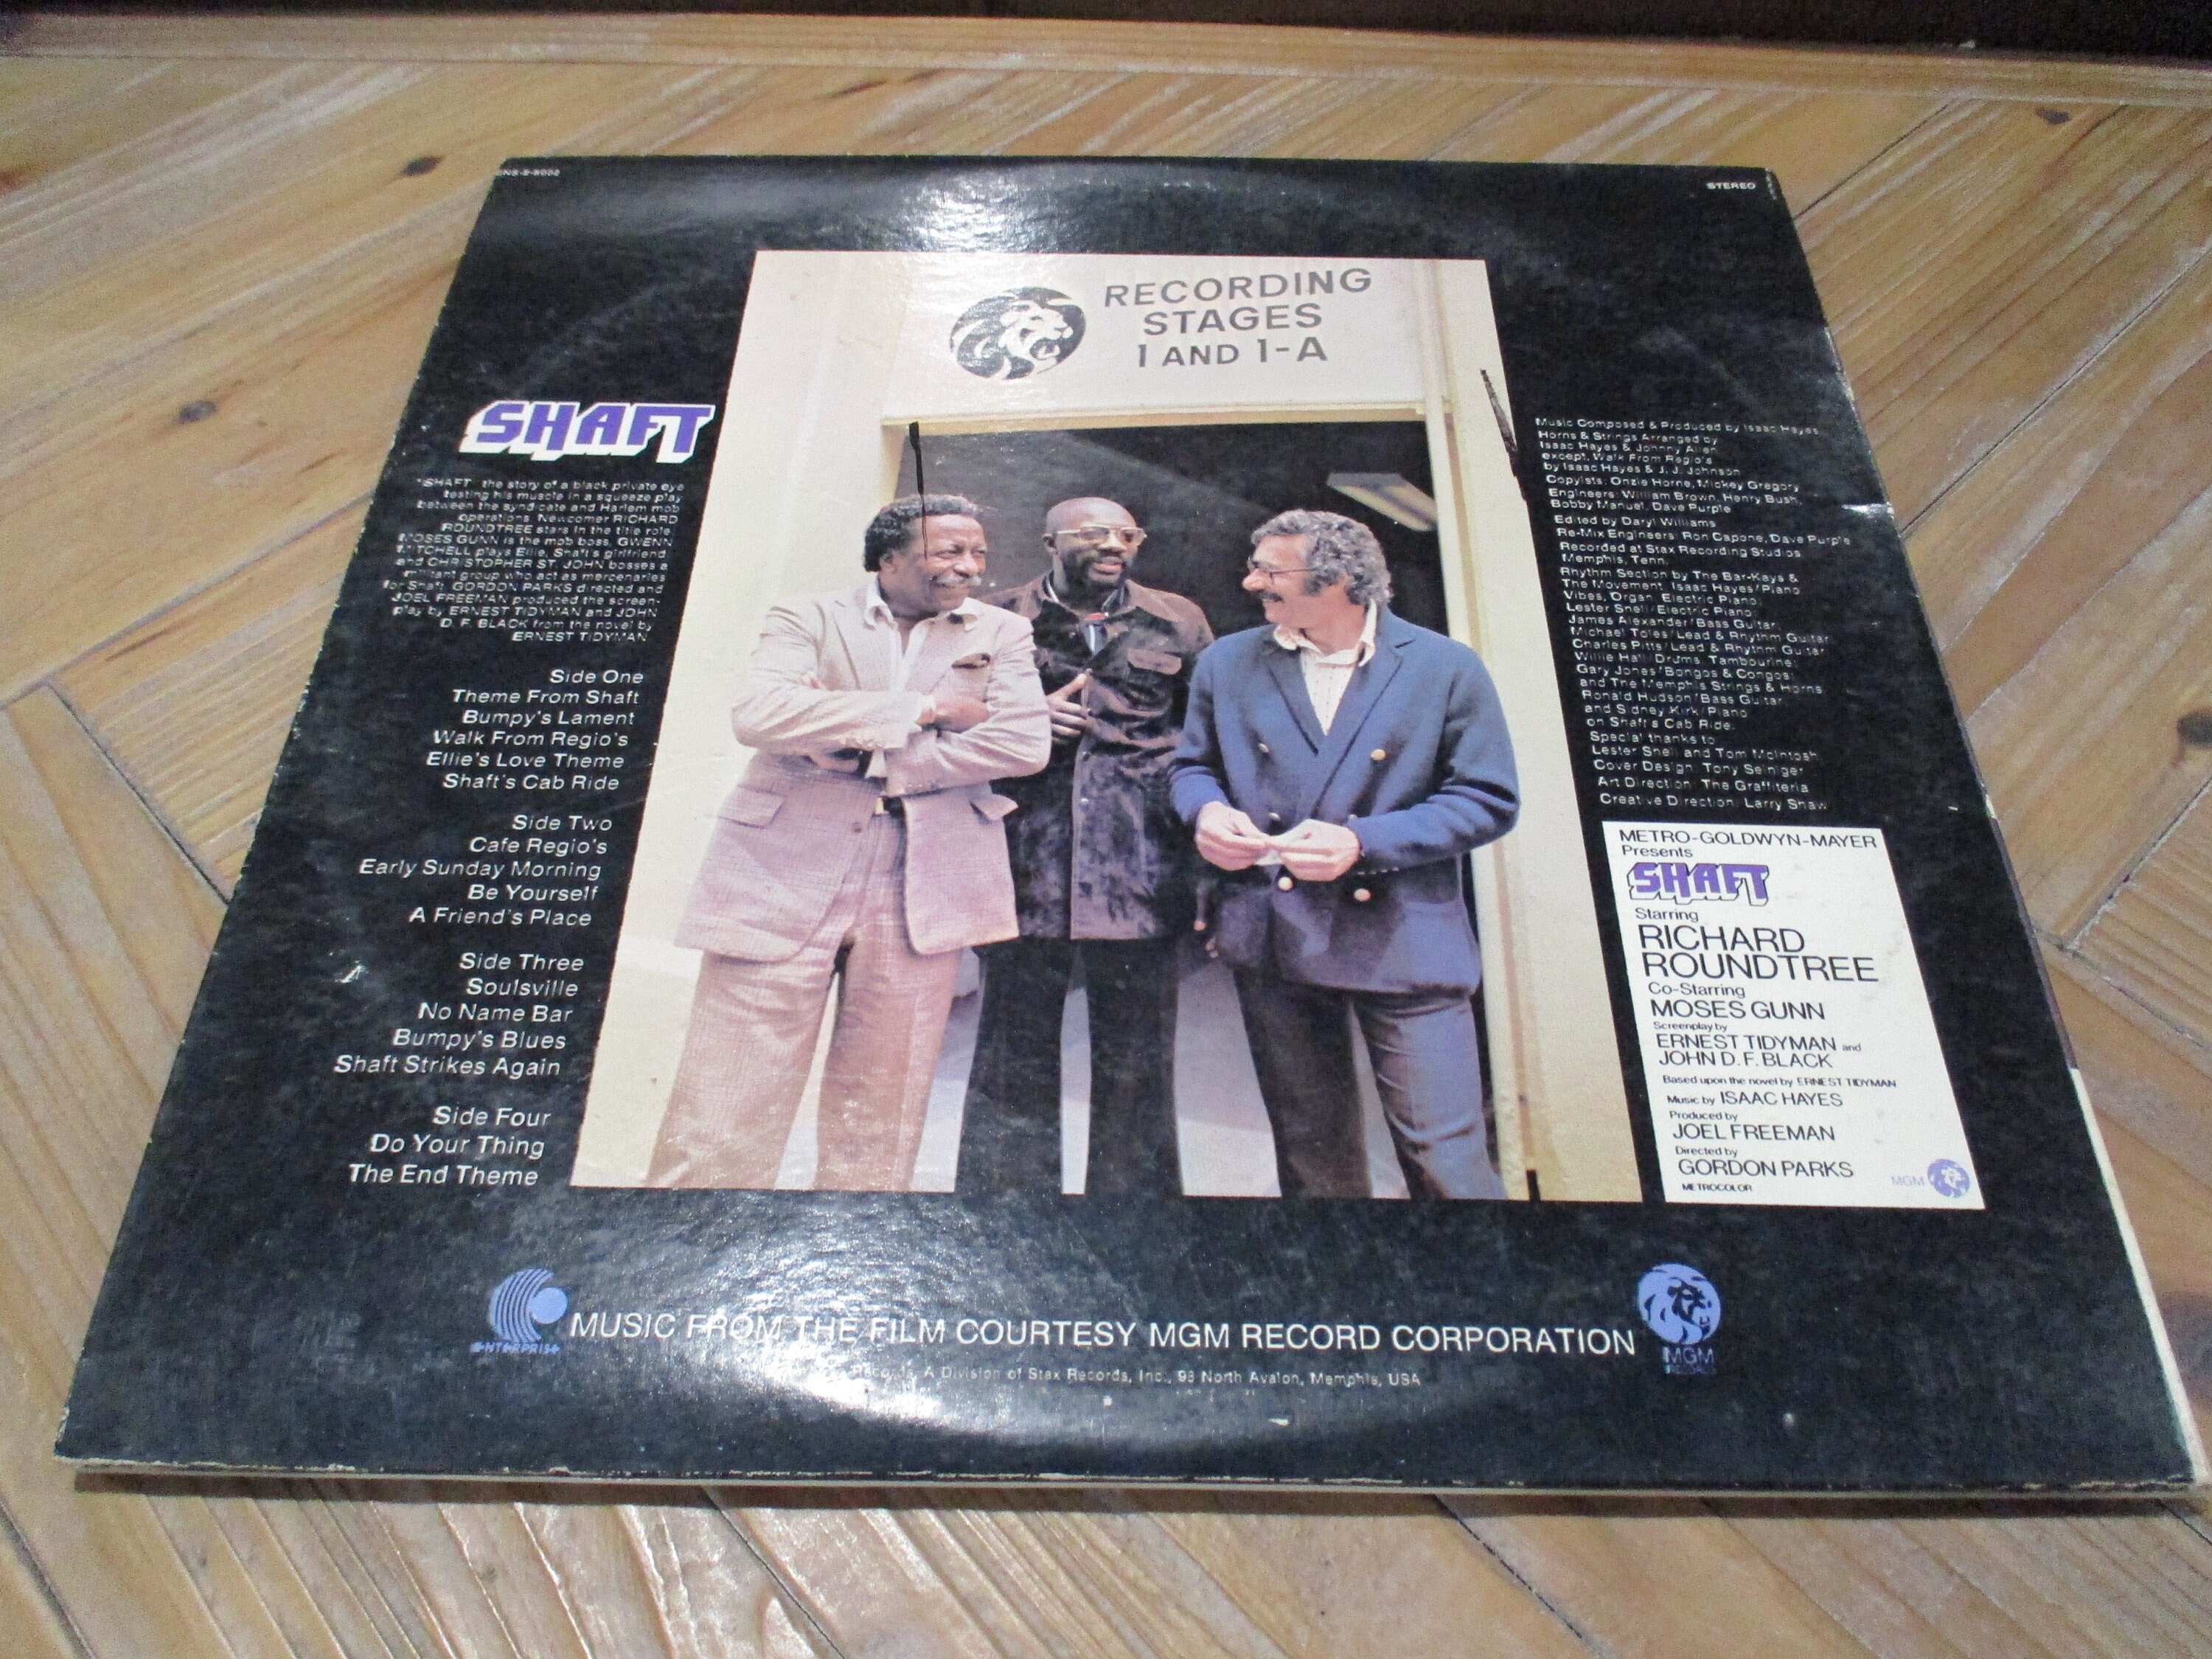 STEREO
RECORDING
STAGES
1 AND 1-A
SHAFT
"SHAFT" the story of a black private eye
testing his muscle in a squeeze play
between the syndicate and Harlem mob
operations. Newcomer RICHARD
ROUNDTREE stars in the title role.
MOSES GUNN is the mob boss, GWENN
MITCHELL plays Ellie, Shaft's girlfriend
and CHRISTOPHER ST. JOHN bosses a
militant group who act as mercenaries
for Shaft. GORDON PARKS directed and
JOEL FREEMAN produced the screen-
play by ERNEST TIDYMAN and JOHN
D. F. BLACK from the novel by
ERNEST TIDYMAN
Side One
Theme From Shaft
Bumpy's Lament
Walk From Regio's
Ellie's Love Theme
Shaft's Cab Ride
Side Two
Cafe Regio's
Early Sunday Morning
Be Yourself
A Friend's Place
Side Three
Soulsville
No Name Bar
Bumpy's Blues
Shaft Strikes Again
Side Four
Do Your Thing
The End Theme
Music Composed & Produced by Isaac Hayes
Horns & Strings Arranged by
Isaac Hayes & Johnny Allen
except, Walk From Regio's
by Isaac Hayes & J. J. Johnson
Copyists: Onzie Horne, Mickey Gregory
Engineers: William Brown, Henry Bush,
Bobby Manuel, Dave Purple
Edited by Daryl Williams
Re-Mix Engineers: Ron Capone, Dave Purple
Recorded at Stax Recording Studios,
Memphis, Tenn.
Rhythm Section by The Bar-Kays &
The Movement, Isaac Hayes/Piano
Vibes, Organ, Electric Piano;
Lester Snell/Electric Piano;
James Alexander/Bass Guitar;
Michael Toles/Lead & Rhythm Guitar
Charles Pitts/Lead & Rhythm Guitar
Willie Hall/Drums, Tambourine;
Gary Jones/Bongos & Congos;
and The Memphis Strings & Horns
Ronald Hudson/Bass Guitar
and Sidney Kirk/Piano
on Shaft's Cab Ride.
Special thanks to
Lester Snell and Tom McIntosh
Cover Design: Tony Seiniger
Art Direction: The Graffiteria
Creative Direction: Larry Shaw
METRO-GOLDWYN-MAYER
Presents
SHAFT
Starring
RICHARD
ROUNDTREE
Co-Starring
MOSES GUNN
Screenplay by
ERNEST TIDYMAN and
JOHN D. F. BLACK
Based upon the novel by ERNEST TIDYMAN
Music by ISAAC HAYES
Produced by
JOEL FREEMAN
Directed by
GORDON PARKS
METROCOLOR
MGM
ENTERPRISE
MUSIC FROM THE FILM COURTESY MGM RECORD CORPORATION
MGM
RECORDS
Records, A Division of Stax Records, Inc., 98 North Avalon, Memphis, USA